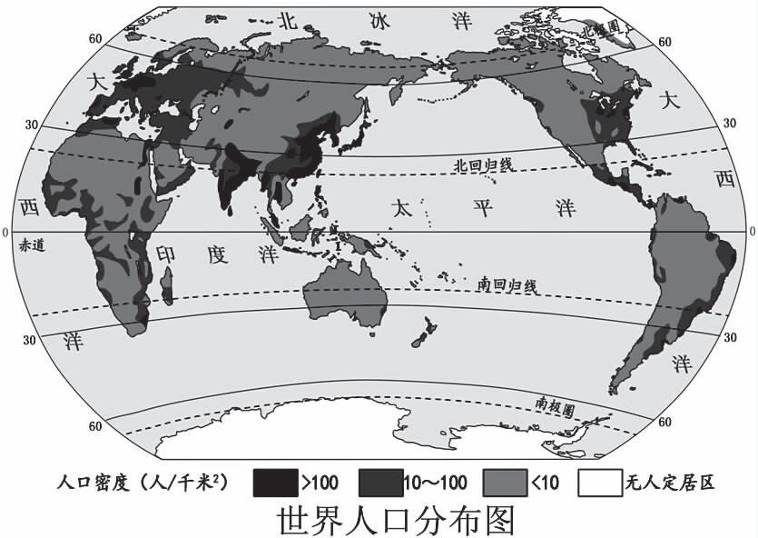 北 冰 洋
北极圈
60
60
大
大
30
30
北回归线
西
西
太 平 洋
0
0
赤道
印 度 洋
南回归线
30
30
洋
洋
南极圈
60
60
人口密度（人/千米²） >100 10～100 <10 无人定居区
世界人口分布图